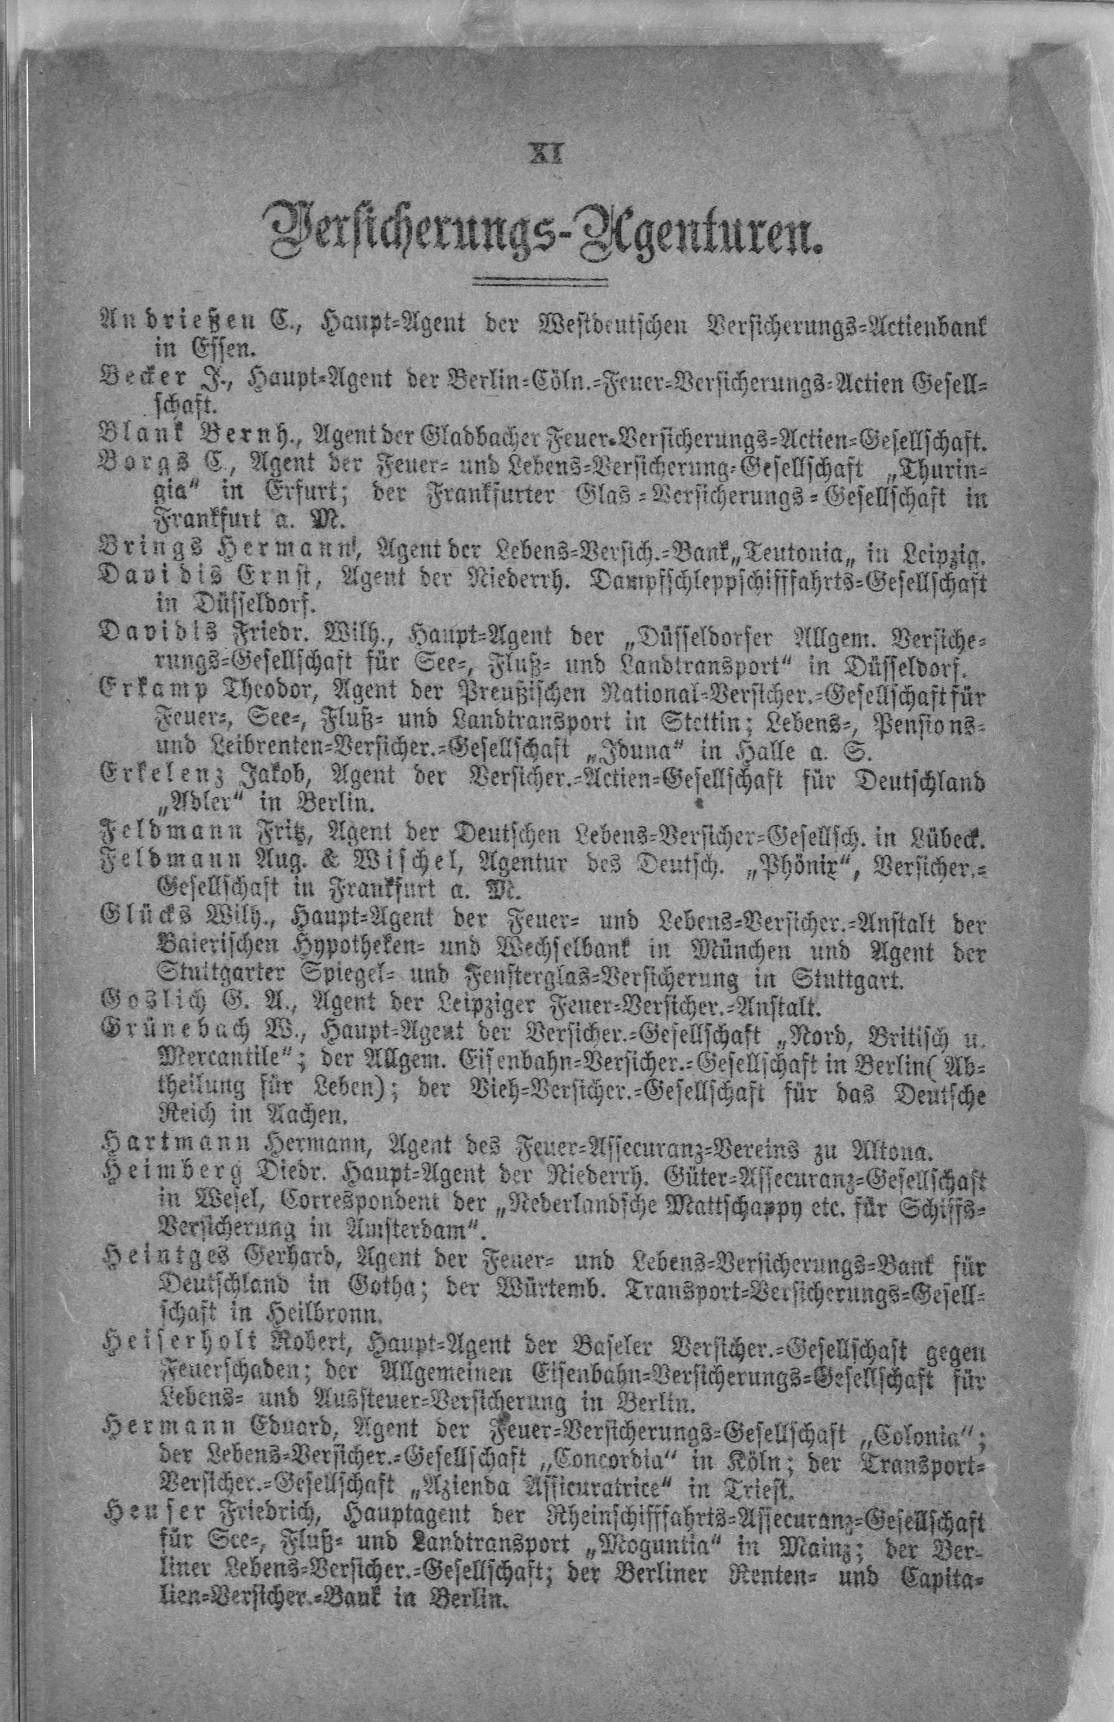 XI
Versicherungs-Agenturen.
Andrießen C., Haupt-Agent der Westdeutschen Versicherungs-Actienbank
in Essen.
Becker J., Haupt-Agent der Berlin-Cöln.-Feuer-Versicherungs-Actien Gesell-
schaft.
Blank Bernh., Agent der Gladbacher Feuer-Versicherungs-Actien-Gesellschaft.
Borgs C., Agent der Feuer- und Lebens-Versicherung-Gesellschaft „Thurin-
gia“ in Erfurt; der Frankfurter Glas-Versicherungs-Gesellschaft in
Frankfurt a. M.
Brings Hermann, Agent der Lebens-Versich.-Bank „Teutonia„ in Leipzig.
Davidis Ernst, Agent der Niederrh. Dampfschleppschifffahrts-Gesellschaft
in Düsseldorf.
Davidis Friedr. Wilh., Haupt-Agent der „Düsseldorfer Allgem. Versiche-
rungs-Gesellschaft für See-, Fluß- und Landtransport“ in Düsseldorf.
Erkamp Theodor, Agent der Preußischen National-Versicher.-Gesellschaft für
Feuer-, See-, Fluß- und Landtransport in Stettin; Lebens-, Pensions-
und Leibrenten-Versicher.-Gesellschaft „Iduna“ in Halle a. S.
Erkelenz Jakob, Agent der Versicher.-Actien-Gesellschaft für Deutschland
„Adler“ in Berlin.
Feldmann Fritz, Agent der Deutschen Lebens-Versicher-Gesellsch. in Lübeck.
Feldmann Aug. & Wischel, Agentur des Deutsch. „Phönix“, Versicher.-
Gesellschaft in Frankfurt a. M.
Glücks Wilh., Haupt-Agent der Feuer- und Lebens-Versicher.-Anstalt der
Baierischen Hypotheken- und Wechselbank in München und Agent der
Stuttgarter Spiegel- und Fensterglas-Versicherung in Stuttgart.
Goslich G. A., Agent der Leipziger Feuer-Versicher.-Anstalt.
Grünebach W., Haupt-Agent der Versicher.-Gesellschaft „Nord, Britisch u.
Mercantile“; der Allgem. Eisenbahn-Versicher.-Gesellschaft in Berlin (Ab-
theilung für Leben); der Vieh-Versicher.-Gesellschaft für das Deutsche
Reich in Aachen.
Hartmann Hermann, Agent des Feuer-Assecuranz-Vereins zu Altona.
Heimberg Diedr. Haupt-Agent der Niederrh. Güter-Assecuranz-Gesellschaft
in Wesel, Correspondent der „Nederlandsche Mattschappy etc. für Schiffs-
Versicherung in Amsterdam“.
Heintges Gerhard, Agent der Feuer- und Lebens-Versicherungs-Bank für
Deutschland in Gotha; der Würtemb. Transport-Versicherungs-Gesell-
schaft in Heilbronn.
Heiserholt Robert, Haupt-Agent der Baseler Versicher.-Gesellschaft gegen
Feuerschaden; der Allgemeinen Eisenbahn-Versicherungs-Gesellschaft für
Lebens- und Aussteuer-Versicherung in Berlin.
Hermann Eduard, Agent der Feuer-Versicherungs-Gesellschaft „Colonia“;
der Lebens-Versicher.-Gesellschaft „Concordia“ in Köln; der Transport-
Versicher.-Gesellschaft „Azienda Assicuratrice“ in Triest.
Heuser Friedrich, Hauptagent der Rheinschifffahrts-Assecuranz-Gesellschaft
für See-, Fluß- und Landtransport „Moguntia“ in Mainz; der Ber-
liner Lebens-Versicher.-Gesellschaft; der Berliner Renten- und Capita-
lien-Versicher.-Bank in Berlin.